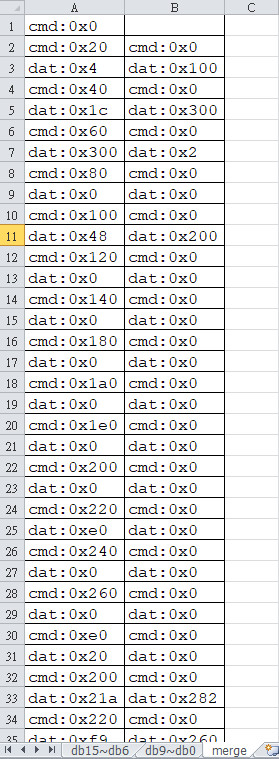 A B C
1 cmd:0x0
2 cmd:0x20 cmd:0x0
3 dat:0x4 dat:0x100
4 cmd:0x40 cmd:0x0
5 dat:0x1c dat:0x300
6 cmd:0x60 cmd:0x0
7 dat:0x300 dat:0x2
8 cmd:0x80 cmd:0x0
9 dat:0x0 dat:0x0
10 cmd:0x100 cmd:0x0
11 dat:0x48 dat:0x200
12 cmd:0x120 cmd:0x0
13 dat:0x0 dat:0x0
14 cmd:0x140 cmd:0x0
15 dat:0x0 dat:0x0
16 cmd:0x180 cmd:0x0
17 dat:0x0 dat:0x0
18 cmd:0x1a0 cmd:0x0
19 dat:0x0 dat:0x0
20 cmd:0x1e0 cmd:0x0
21 dat:0x0 dat:0x0
22 cmd:0x200 cmd:0x0
23 dat:0x0 dat:0x0
24 cmd:0x220 cmd:0x0
25 dat:0xe0 dat:0x0
26 cmd:0x240 cmd:0x0
27 dat:0x0 dat:0x0
28 cmd:0x260 cmd:0x0
29 dat:0x0 dat:0x0
30 cmd:0xe0 cmd:0x0
31 dat:0x20 dat:0x0
32 cmd:0x200 cmd:0x0
33 dat:0x21a dat:0x282
34 cmd:0x220 cmd:0x0
35 dat:0xf9 dat:0x260
db15~db6 db9~db0 merge